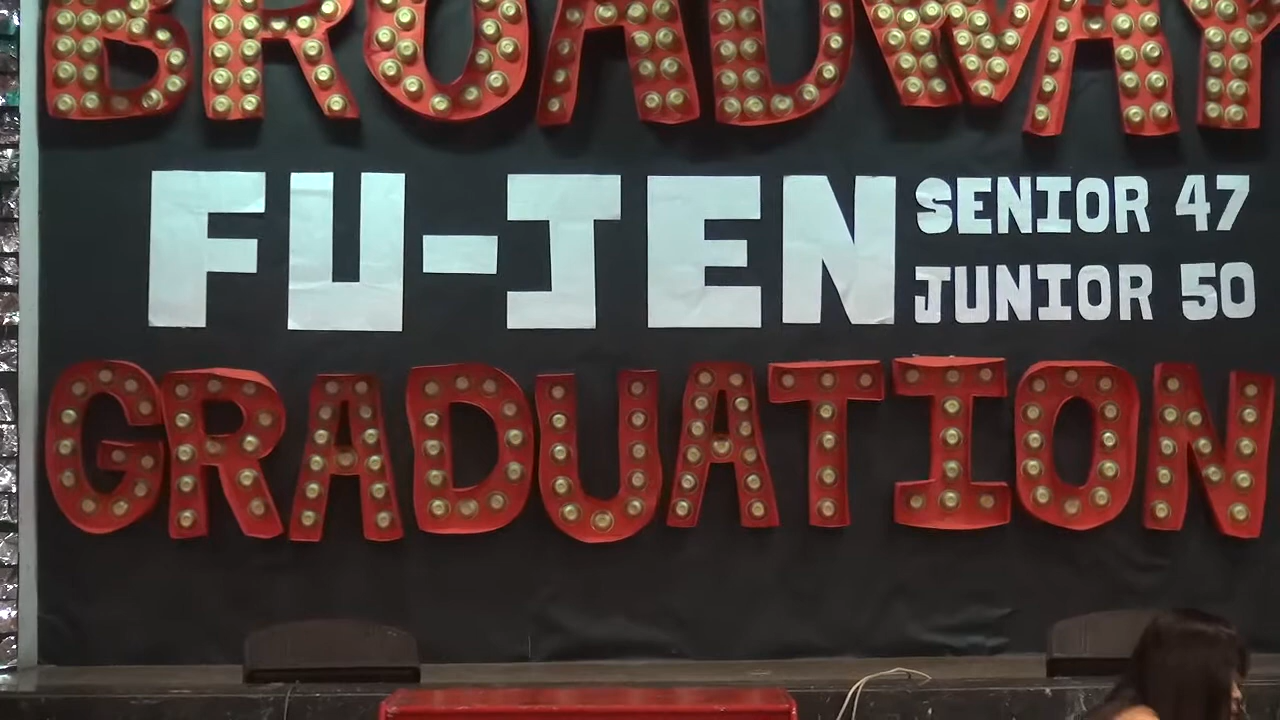 BROADWAY
FU-JEN
SENIOR 47
JUNIOR 50
GRADUATION